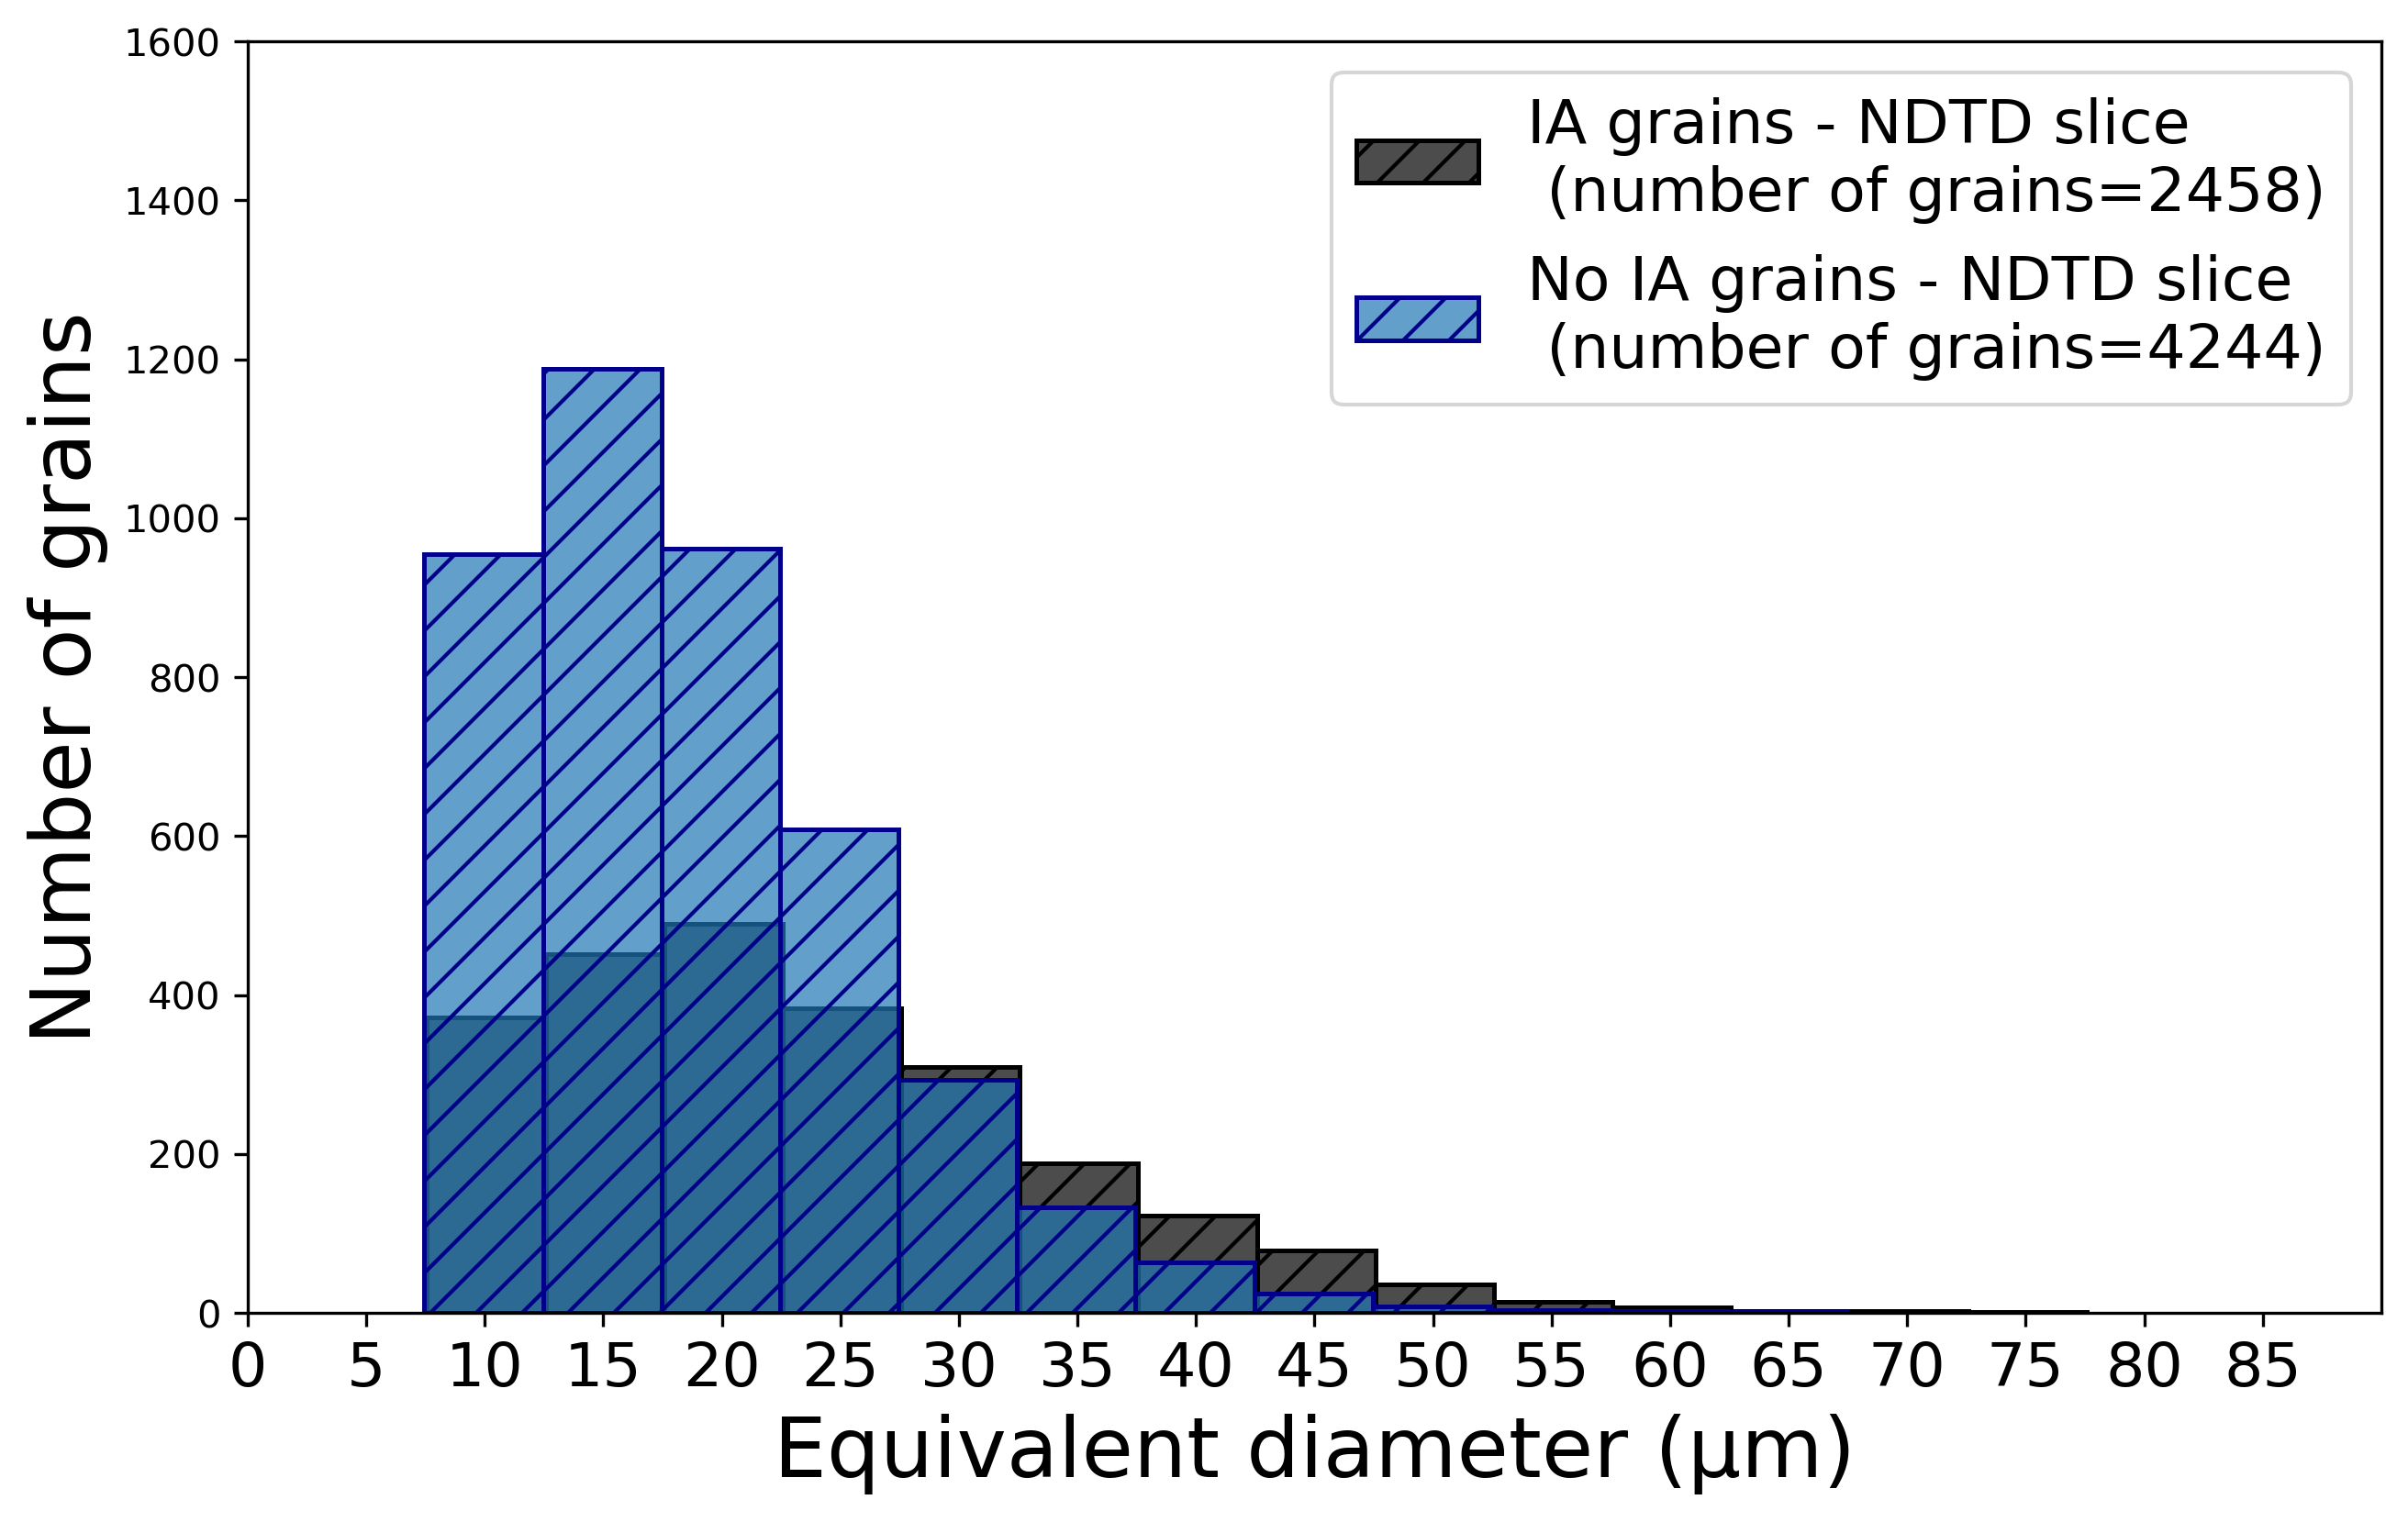 1600
1400
1200
1000
800
600
400
200
0
Number of grains
IA grains - NDTD slice
(number of grains=2458)
No IA grains - NDTD slice
(number of grains=4244)
0 5 10 15 20 25 30 35 40 45 50 55 60 65 70 75 80 85
Equivalent diameter (µm)